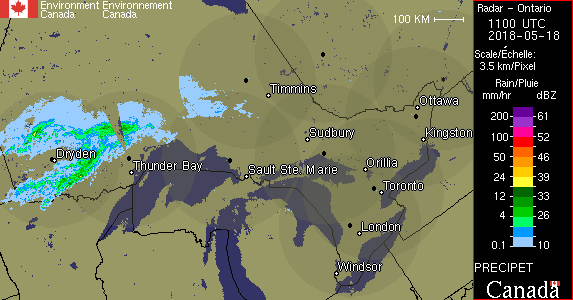 Environment Environnement
Canada Canada
100 KM
Timmins
Ottawa
Sudbury
Kingston
Dryden
Thunder Bay
Sault Ste. Marie
Orillia
Toronto
London
Windsor
Radar - Ontario
1100 UTC
2018-05-18
Scale/Échelle:
3.5 km/Pixel
Rain/Pluie
mm/hr dBZ
200 61
100 52
50 46
24 39
12 33
4 26
0.1 10
PRECIPET
Canada